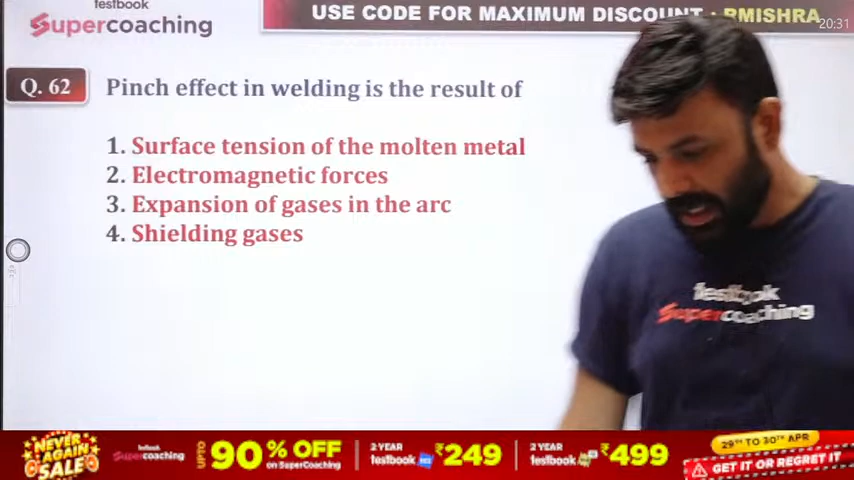 testbook
Supercoaching
USE CODE FOR MAXIMUM DISCOUNT : RMISHRA
20:31
Q. 62
Pinch effect in welding is the result of
1. Surface tension of the molten metal
2. Electromagnetic forces
3. Expansion of gases in the arc
4. Shielding gases
testbook
Supercoaching
NEVER
AGAIN
SALE
testbook
Supercoaching
UPTO
90% OFF
on SuperCoaching
2 YEAR
testbook
₹249
2 YEAR
testbook
₹499
29TH TO 30TH APR
GET IT OR REGRET IT